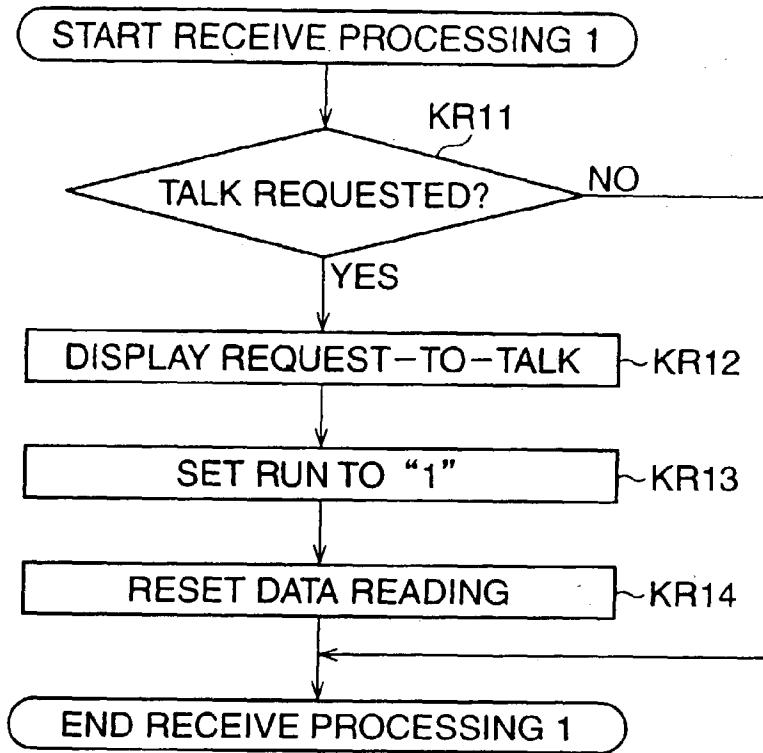 START RECEIVE PROCESSING 1
KR11
TALK REQUESTED?
NO
YES
DISPLAY REQUEST-TO-TALK
KR12
SET RUN TO "1"
KR13
RESET DATA READING
KR14
END RECEIVE PROCESSING 1